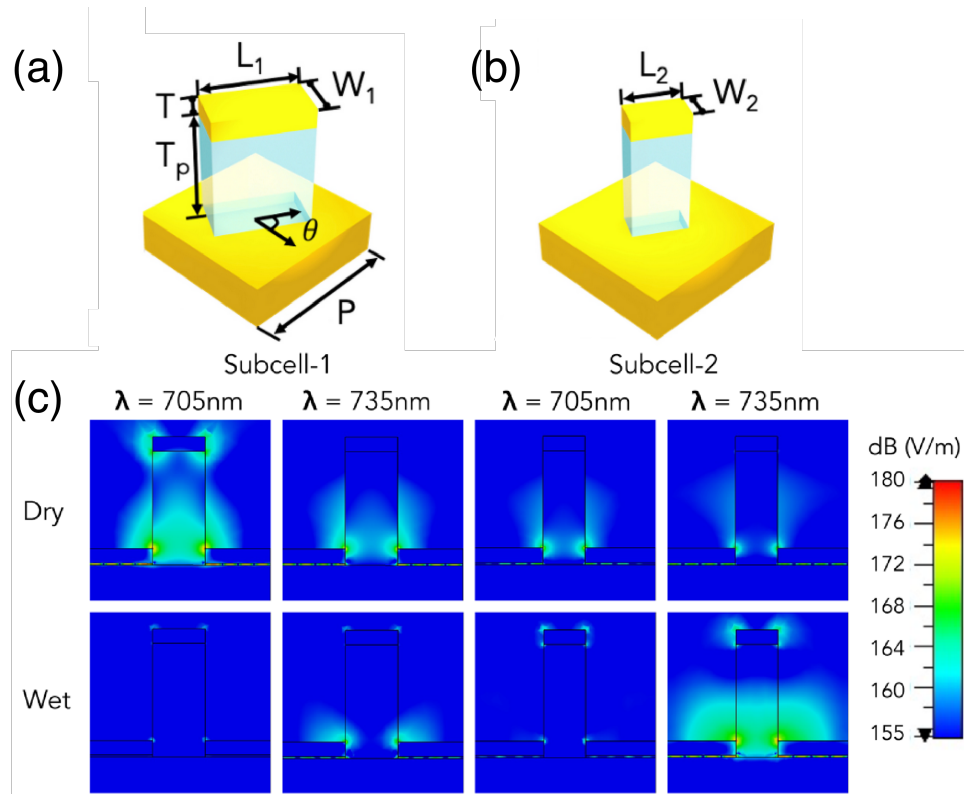 (a)
L1
W1
T
Tp
θ
P
(b)
L2
W2
Subcell-1
Subcell-2
(c)
λ = 705nm
λ = 735nm
λ = 705nm
λ = 735nm
dB (V/m)
Dry
Wet
180
176
172
168
164
160
155